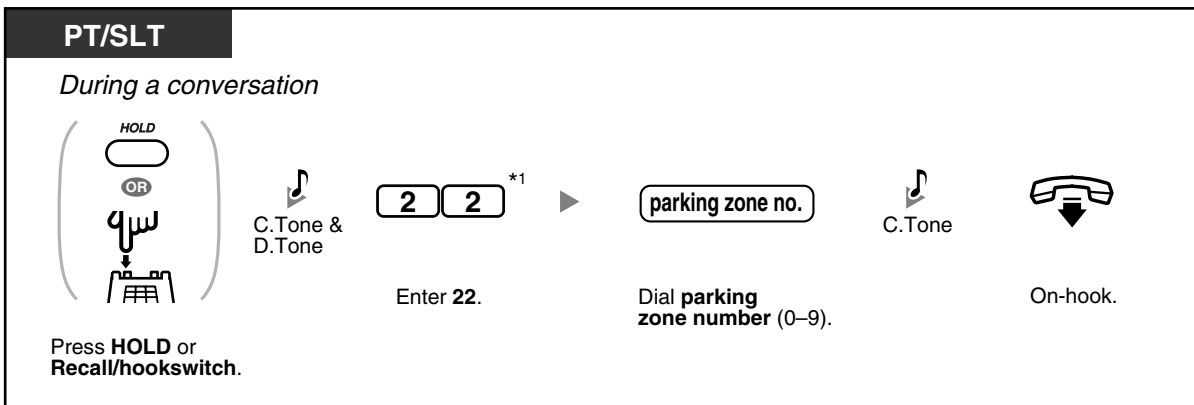 PT/SLT
During a conversation
HOLD
OR
Press HOLD or
Recall/hookswitch.
C.Tone &
D.Tone
2 2 *1
Enter 22.
parking zone no.
Dial parking
zone number (0–9).
C.Tone
On-hook.